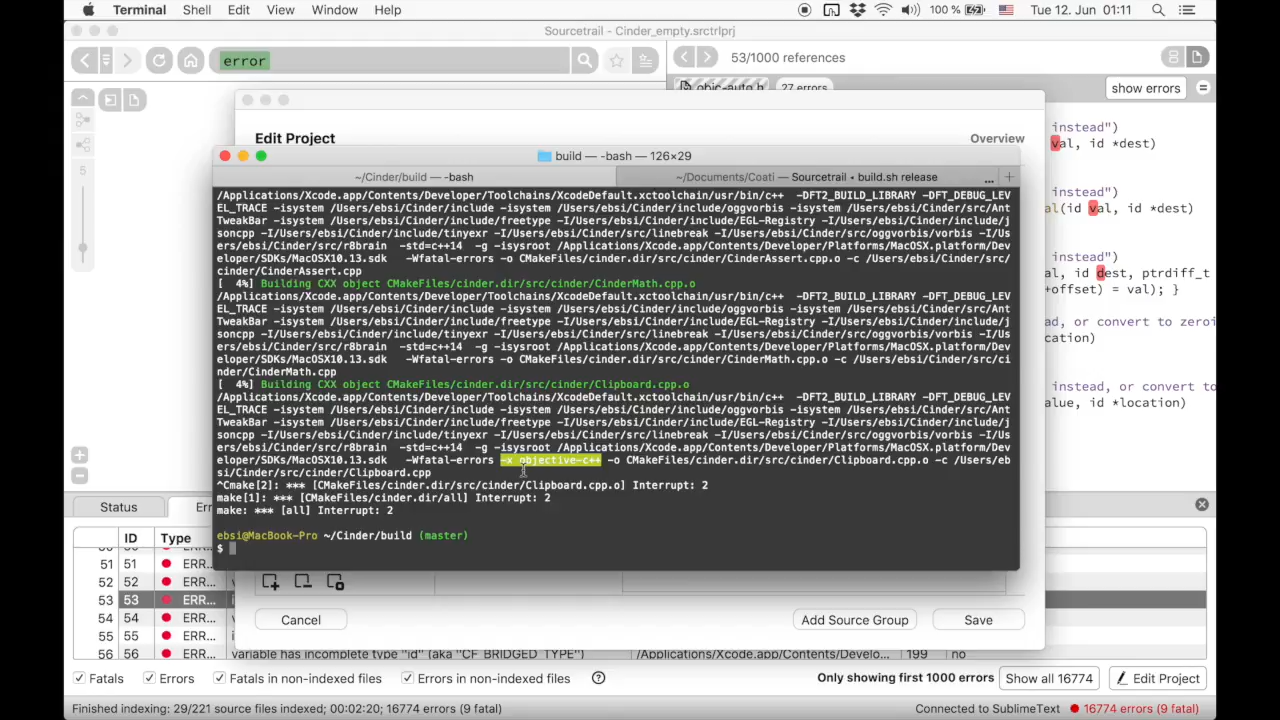 Terminal Shell Edit View Window Help 100 % Tue 12. Jun 01:11
Sourcetrail - Cinder_empty.srctrlprj
error
53/1000 references
objc-auto.h 27 errors
show errors
Edit Project
Overview
instead")
val, id *dest)
instead")
al(id val, id *dest)
instead")
al, id dest, ptrdiff_t
+offset) = val); }
ad, or convert to zeroi
ocation)
instead, or convert to
alue, id *location)
5
build — -bash — 126×29
~/Cinder/build — -bash
~/Documents/Coati — Sourcetrail • build.sh release
... +
/Applications/Xcode.app/Contents/Developer/Toolchains/XcodeDefault.xctoolchain/usr/bin/c++  -DFT2_BUILD_LIBRARY -DFT_DEBUG_LEV
EL_TRACE -isystem /Users/ebsi/Cinder/include -isystem /Users/ebsi/Cinder/include/oggvorbis -isystem /Users/ebsi/Cinder/src/Ant
TweakBar -isystem /Users/ebsi/Cinder/include/freetype -I/Users/ebsi/Cinder/include/EGL-Registry -I/Users/ebsi/Cinder/include/j
soncpp -I/Users/ebsi/Cinder/include/tinyexr -I/Users/ebsi/Cinder/src/linebreak -I/Users/ebsi/Cinder/src/oggvorbis/vorbis -I/Us
ers/ebsi/Cinder/src/r8brain  -std=c++14  -g -isysroot /Applications/Xcode.app/Contents/Developer/Platforms/MacOSX.platform/Dev
eloper/SDKs/MacOSX10.13.sdk   -Wfatal-errors -o CMakeFiles/cinder.dir/src/cinder/CinderAssert.cpp.o -c /Users/ebsi/Cinder/src/
cinder/CinderAssert.cpp
[  4%] Building CXX object CMakeFiles/cinder.dir/src/cinder/CinderMath.cpp.o
/Applications/Xcode.app/Contents/Developer/Toolchains/XcodeDefault.xctoolchain/usr/bin/c++  -DFT2_BUILD_LIBRARY -DFT_DEBUG_LEV
EL_TRACE -isystem /Users/ebsi/Cinder/include -isystem /Users/ebsi/Cinder/include/oggvorbis -isystem /Users/ebsi/Cinder/src/Ant
TweakBar -isystem /Users/ebsi/Cinder/include/freetype -I/Users/ebsi/Cinder/include/EGL-Registry -I/Users/ebsi/Cinder/include/j
soncpp -I/Users/ebsi/Cinder/include/tinyexr -I/Users/ebsi/Cinder/src/linebreak -I/Users/ebsi/Cinder/src/oggvorbis/vorbis -I/Us
ers/ebsi/Cinder/src/r8brain  -std=c++14  -g -isysroot /Applications/Xcode.app/Contents/Developer/Platforms/MacOSX.platform/Dev
eloper/SDKs/MacOSX10.13.sdk   -Wfatal-errors -o CMakeFiles/cinder.dir/src/cinder/CinderMath.cpp.o -c /Users/ebsi/Cinder/src/ci
nder/CinderMath.cpp
[  4%] Building CXX object CMakeFiles/cinder.dir/src/cinder/Clipboard.cpp.o
/Applications/Xcode.app/Contents/Developer/Toolchains/XcodeDefault.xctoolchain/usr/bin/c++  -DFT2_BUILD_LIBRARY -DFT_DEBUG_LEV
EL_TRACE -isystem /Users/ebsi/Cinder/include -isystem /Users/ebsi/Cinder/include/oggvorbis -isystem /Users/ebsi/Cinder/src/Ant
TweakBar -isystem /Users/ebsi/Cinder/include/freetype -I/Users/ebsi/Cinder/include/EGL-Registry -I/Users/ebsi/Cinder/include/j
soncpp -I/Users/ebsi/Cinder/include/tinyexr -I/Users/ebsi/Cinder/src/linebreak -I/Users/ebsi/Cinder/src/oggvorbis/vorbis -I/Us
ers/ebsi/Cinder/src/r8brain  -std=c++14  -g -isysroot /Applications/Xcode.app/Contents/Developer/Platforms/MacOSX.platform/Dev
eloper/SDKs/MacOSX10.13.sdk   -Wfatal-errors -x objective-c++ -o CMakeFiles/cinder.dir/src/cinder/Clipboard.cpp.o -c /Users/eb
si/Cinder/src/cinder/Clipboard.cpp
^Cmake[2]: *** [CMakeFiles/cinder.dir/src/cinder/Clipboard.cpp.o] Interrupt: 2
make[1]: *** [CMakeFiles/cinder.dir/all] Interrupt: 2
make: *** [all] Interrupt: 2
ebsi@MacBook-Pro ~/Cinder/build (master)
$
Cancel
Add Source Group
Save
Status
Err
ID Type
51 51 ERR...
52 52 ERR...
53 53 ERR...
54 54 ERR...
55 55 ERR...
56 56 ERR... variable has incomplete type "id" (aka "CF_BRIDGED_TYPE") /Applications/Xcode.app/Contents/Develo... 199 no
Fatals Errors Fatals in non-indexed files Errors in non-indexed files ?
Only showing first 1000 errors
Show all 16774
Edit Project
Finished indexing: 29/221 source files indexed; 00:02:20; 16774 errors (9 fatal)
Connected to SublimeText
16774 errors (9 fatal)